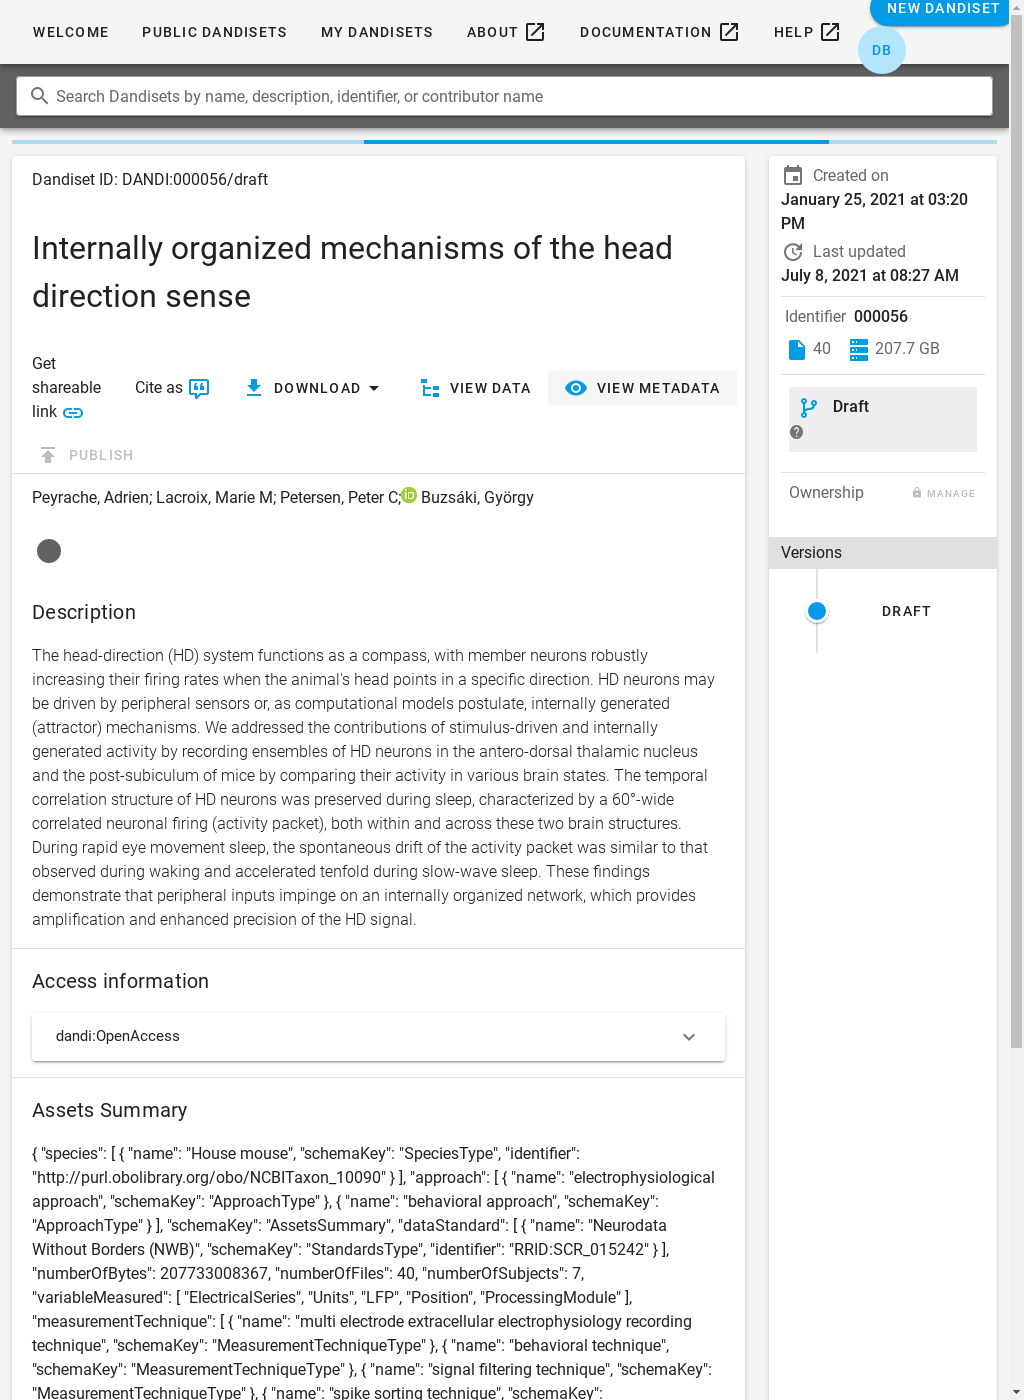 WELCOME PUBLIC DANDISETS MY DANDISETS ABOUT DOCUMENTATION HELP NEW DANDISET
DB
Search Dandisets by name, description, identifier, or contributor name
Dandiset ID: DANDI:000056/draft
Internally organized mechanisms of the head
direction sense
Get
shareable
link
Cite as
DOWNLOAD
VIEW DATA
VIEW METADATA
PUBLISH
Peyrache, Adrien; Lacroix, Marie M; Petersen, Peter C; iD Buzsáki, György
Description
The head-direction (HD) system functions as a compass, with member neurons robustly
increasing their firing rates when the animal's head points in a specific direction. HD neurons may
be driven by peripheral sensors or, as computational models postulate, internally generated
(attractor) mechanisms. We addressed the contributions of stimulus-driven and internally
generated activity by recording ensembles of HD neurons in the antero-dorsal thalamic nucleus
and the post-subiculum of mice by comparing their activity in various brain states. The temporal
correlation structure of HD neurons was preserved during sleep, characterized by a 60°-wide
correlated neuronal firing (activity packet), both within and across these two brain structures.
During rapid eye movement sleep, the spontaneous drift of the activity packet was similar to that
observed during waking and accelerated tenfold during slow-wave sleep. These findings
demonstrate that peripheral inputs impinge on an internally organized network, which provides
amplification and enhanced precision of the HD signal.
Access information
dandi:OpenAccess
Assets Summary
{ "species": [ { "name": "House mouse", "schemaKey": "SpeciesType", "identifier":
"http://purl.obolibrary.org/obo/NCBITaxon_10090" } ], "approach": [ { "name": "electrophysiological
approach", "schemaKey": "ApproachType" }, { "name": "behavioral approach", "schemaKey":
"ApproachType" } ], "schemaKey": "AssetsSummary", "dataStandard": [ { "name": "Neurodata
Without Borders (NWB)", "schemaKey": "StandardsType", "identifier": "RRID:SCR_015242" } ],
"numberOfBytes": 207733008367, "numberOfFiles": 40, "numberOfSubjects": 7,
"variableMeasured": [ "ElectricalSeries", "Units", "LFP", "Position", "ProcessingModule" ],
"measurementTechnique": [ { "name": "multi electrode extracellular electrophysiology recording
technique", "schemaKey": "MeasurementTechniqueType" }, { "name": "behavioral technique",
"schemaKey": "MeasurementTechniqueType" }, { "name": "signal filtering technique", "schemaKey":
"MeasurementTechniqueType" }, { "name": "spike sorting technique", "schemaKey":
Created on
January 25, 2021 at 03:20
PM
Last updated
July 8, 2021 at 08:27 AM
Identifier 000056
40 207.7 GB
Draft
?
Ownership MANAGE
Versions
DRAFT